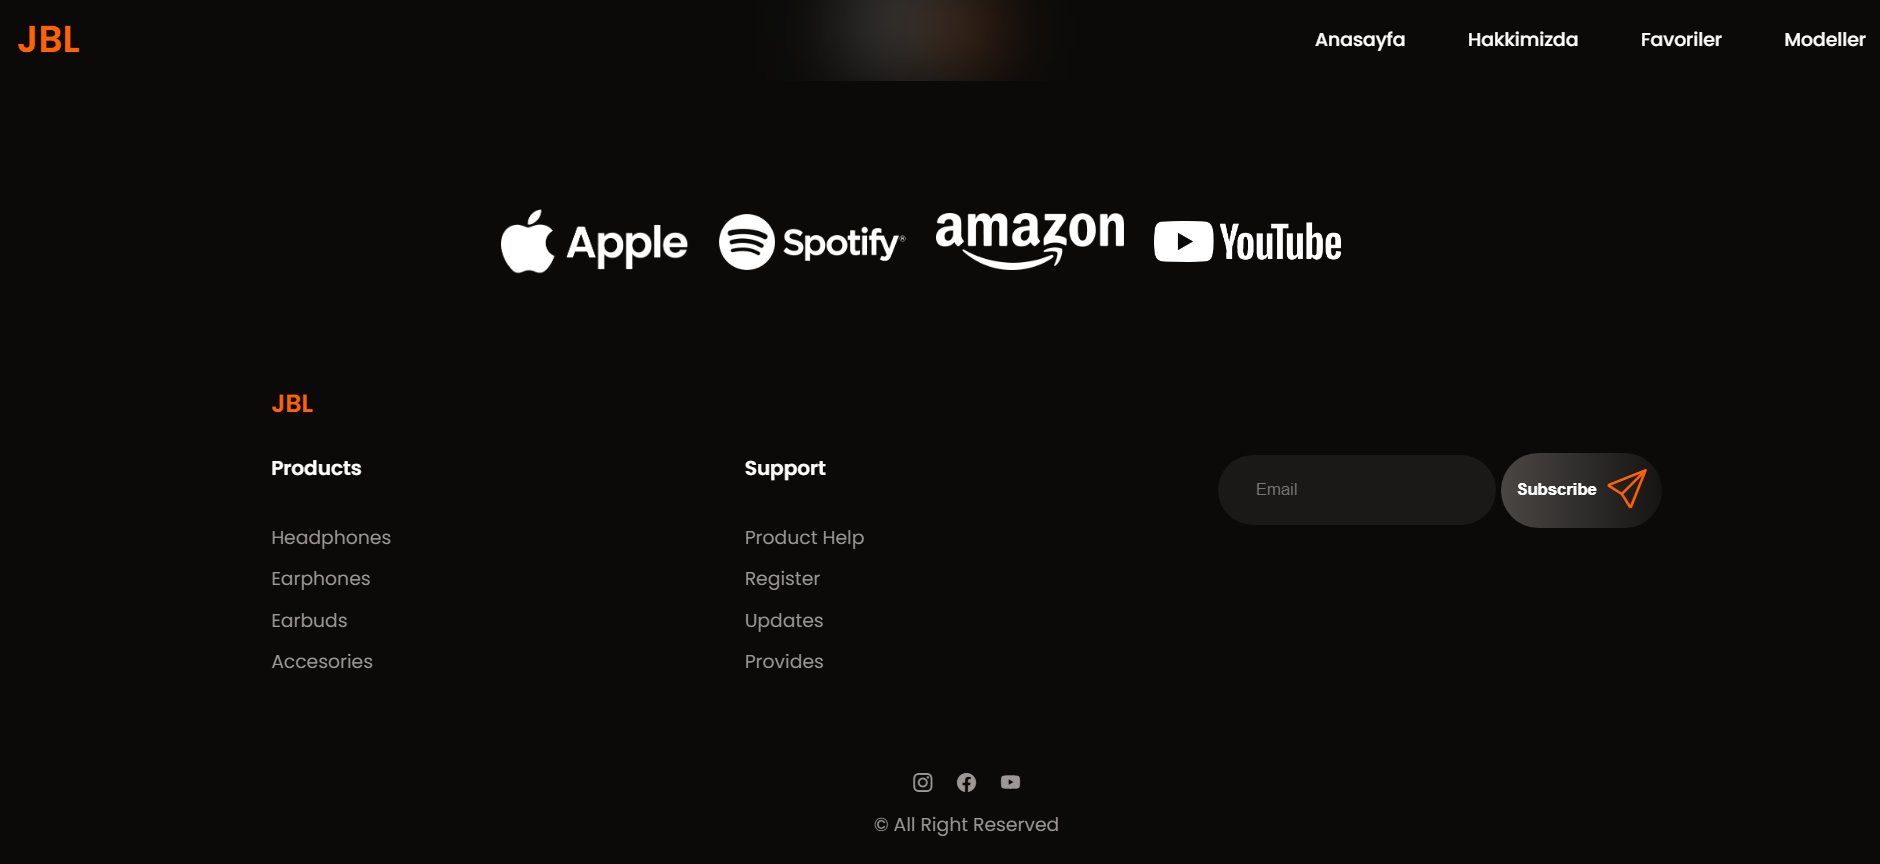 JBL Anasayfa Hakkimizda Favoriler Modeller
Apple Spotify® amazon YouTube
JBL
Products
Headphones
Earphones
Earbuds
Accesories
Support
Product Help
Register
Updates
Provides
Email Subscribe
© All Right Reserved